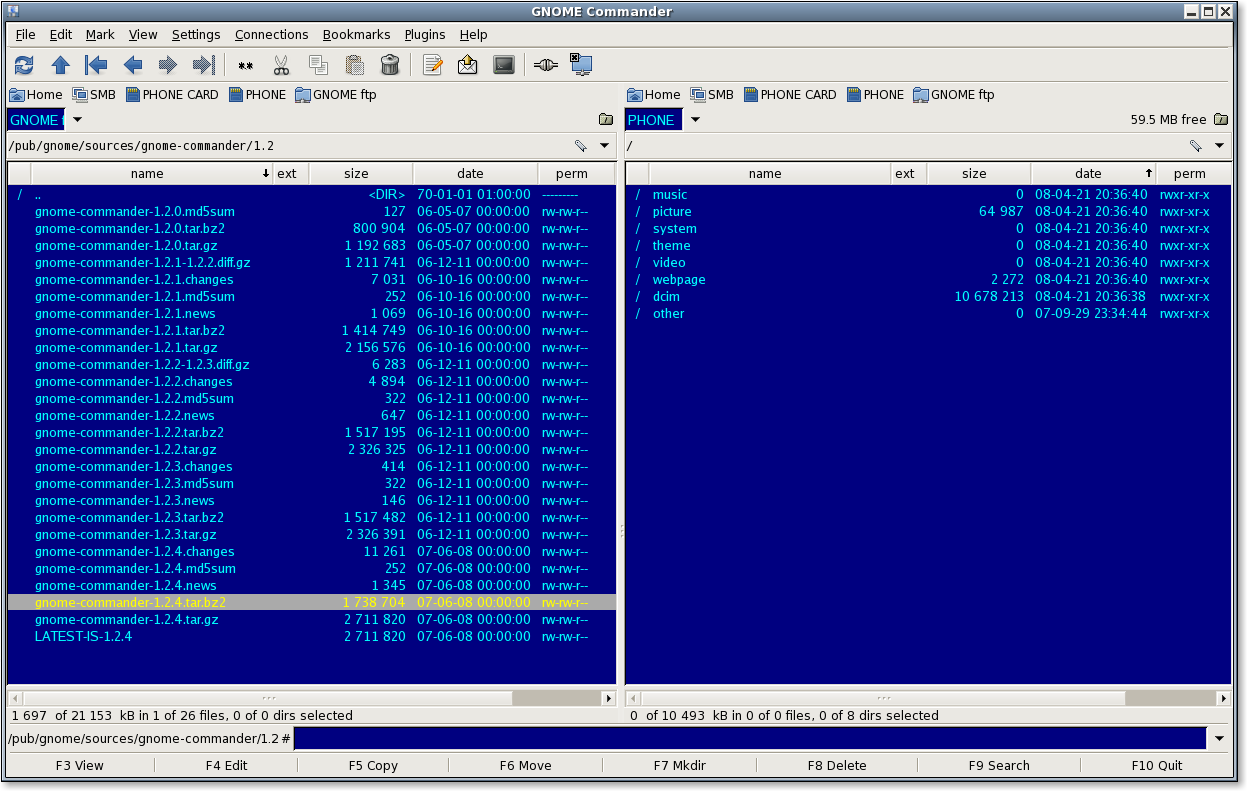 GNOME Commander
File Edit Mark View Settings Connections Bookmarks Plugins Help
**
Home SMB PHONE CARD PHONE GNOME ftp
GNOME f
/pub/gnome/sources/gnome-commander/1.2
name ext size date perm
/ .. <DIR> 70-01-01 01:00:00 ---------
gnome-commander-1.2.0.md5sum 127 06-05-07 00:00:00 rw-rw-r--
gnome-commander-1.2.0.tar.bz2 800 904 06-05-07 00:00:00 rw-rw-r--
gnome-commander-1.2.0.tar.gz 1 192 683 06-05-07 00:00:00 rw-rw-r--
gnome-commander-1.2.1-1.2.2.diff.gz 1 211 741 06-12-11 00:00:00 rw-rw-r--
gnome-commander-1.2.1.changes 7 031 06-10-16 00:00:00 rw-rw-r--
gnome-commander-1.2.1.md5sum 252 06-10-16 00:00:00 rw-rw-r--
gnome-commander-1.2.1.news 1 069 06-10-16 00:00:00 rw-rw-r--
gnome-commander-1.2.1.tar.bz2 1 414 749 06-10-16 00:00:00 rw-rw-r--
gnome-commander-1.2.1.tar.gz 2 156 576 06-10-16 00:00:00 rw-rw-r--
gnome-commander-1.2.2-1.2.3.diff.gz 6 283 06-12-11 00:00:00 rw-rw-r--
gnome-commander-1.2.2.changes 4 894 06-12-11 00:00:00 rw-rw-r--
gnome-commander-1.2.2.md5sum 322 06-12-11 00:00:00 rw-rw-r--
gnome-commander-1.2.2.news 647 06-12-11 00:00:00 rw-rw-r--
gnome-commander-1.2.2.tar.bz2 1 517 195 06-12-11 00:00:00 rw-rw-r--
gnome-commander-1.2.2.tar.gz 2 326 325 06-12-11 00:00:00 rw-rw-r--
gnome-commander-1.2.3.changes 414 06-12-11 00:00:00 rw-rw-r--
gnome-commander-1.2.3.md5sum 322 06-12-11 00:00:00 rw-rw-r--
gnome-commander-1.2.3.news 146 06-12-11 00:00:00 rw-rw-r--
gnome-commander-1.2.3.tar.bz2 1 517 482 06-12-11 00:00:00 rw-rw-r--
gnome-commander-1.2.3.tar.gz 2 326 391 06-12-11 00:00:00 rw-rw-r--
gnome-commander-1.2.4.changes 11 261 07-06-08 00:00:00 rw-rw-r--
gnome-commander-1.2.4.md5sum 252 07-06-08 00:00:00 rw-rw-r--
gnome-commander-1.2.4.news 1 345 07-06-08 00:00:00 rw-rw-r--
gnome-commander-1.2.4.tar.bz2 1 738 704 07-06-08 00:00:00 rw-rw-r--
gnome-commander-1.2.4.tar.gz 2 711 820 07-06-08 00:00:00 rw-rw-r--
LATEST-IS-1.2.4 2 711 820 07-06-08 00:00:00 rw-rw-r--
1 697 of 21 153 kB in 1 of 26 files, 0 of 0 dirs selected
Home SMB PHONE CARD PHONE GNOME ftp
PHONE 59.5 MB free
/
name ext size date perm
/ music 0 08-04-21 20:36:40 rwxr-xr-x
/ picture 64 987 08-04-21 20:36:40 rwxr-xr-x
/ system 0 08-04-21 20:36:40 rwxr-xr-x
/ theme 0 08-04-21 20:36:40 rwxr-xr-x
/ video 0 08-04-21 20:36:40 rwxr-xr-x
/ webpage 2 272 08-04-21 20:36:40 rwxr-xr-x
/ dcim 10 678 213 08-04-21 20:36:38 rwxr-xr-x
/ other 0 07-09-29 23:34:44 rwxr-xr-x
0 of 10 493 kB in 0 of 0 files, 0 of 8 dirs selected
/pub/gnome/sources/gnome-commander/1.2 #
F3 View F4 Edit F5 Copy F6 Move F7 Mkdir F8 Delete F9 Search F10 Quit